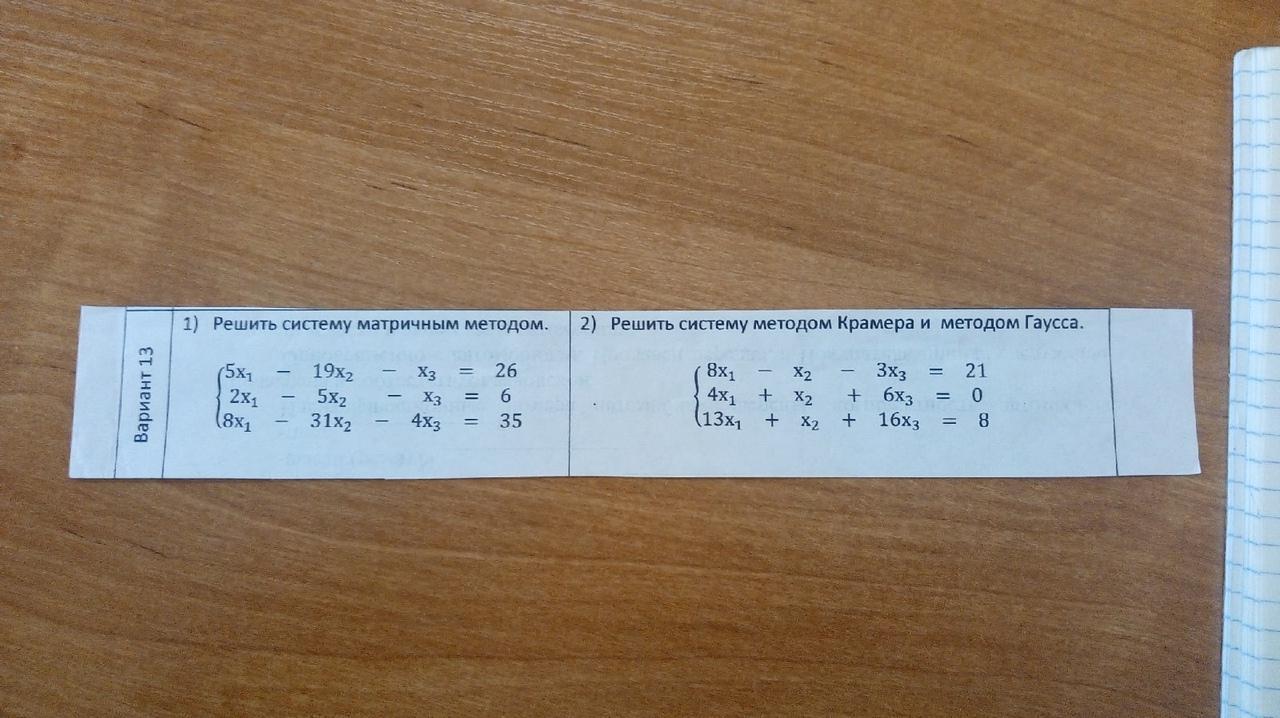 Вариант 13
1) Решить систему матричным методом.
5x₁ − 19x₂ − x₃ = 26
2x₁ − 5x₂ − x₃ = 6
8x₁ − 31x₂ − 4x₃ = 35
2) Решить систему методом Крамера и методом Гаусса.
8x₁ − x₂ − 3x₃ = 21
4x₁ + x₂ + 6x₃ = 0
13x₁ + x₂ + 16x₃ = 8